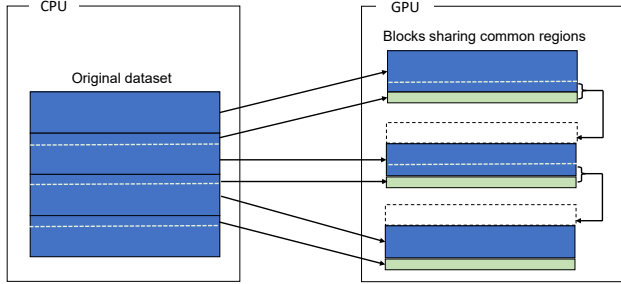 CPU
GPU
Original dataset
Blocks sharing common regions